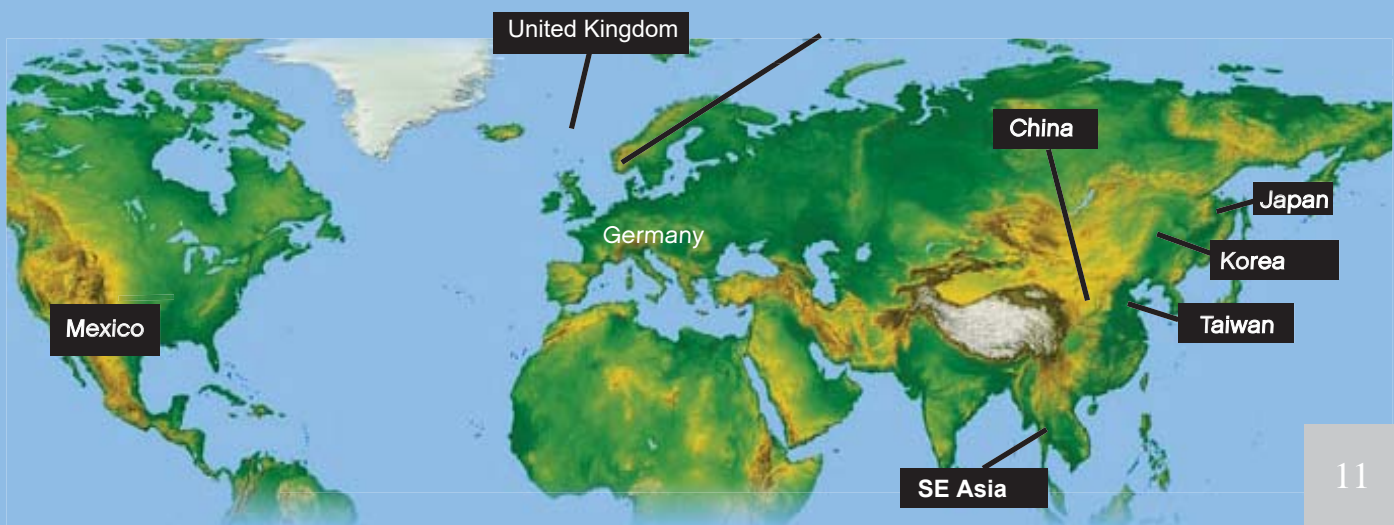 United Kingdom
China
Japan
Germany
Korea
Mexico
Taiwan
SE Asia
11